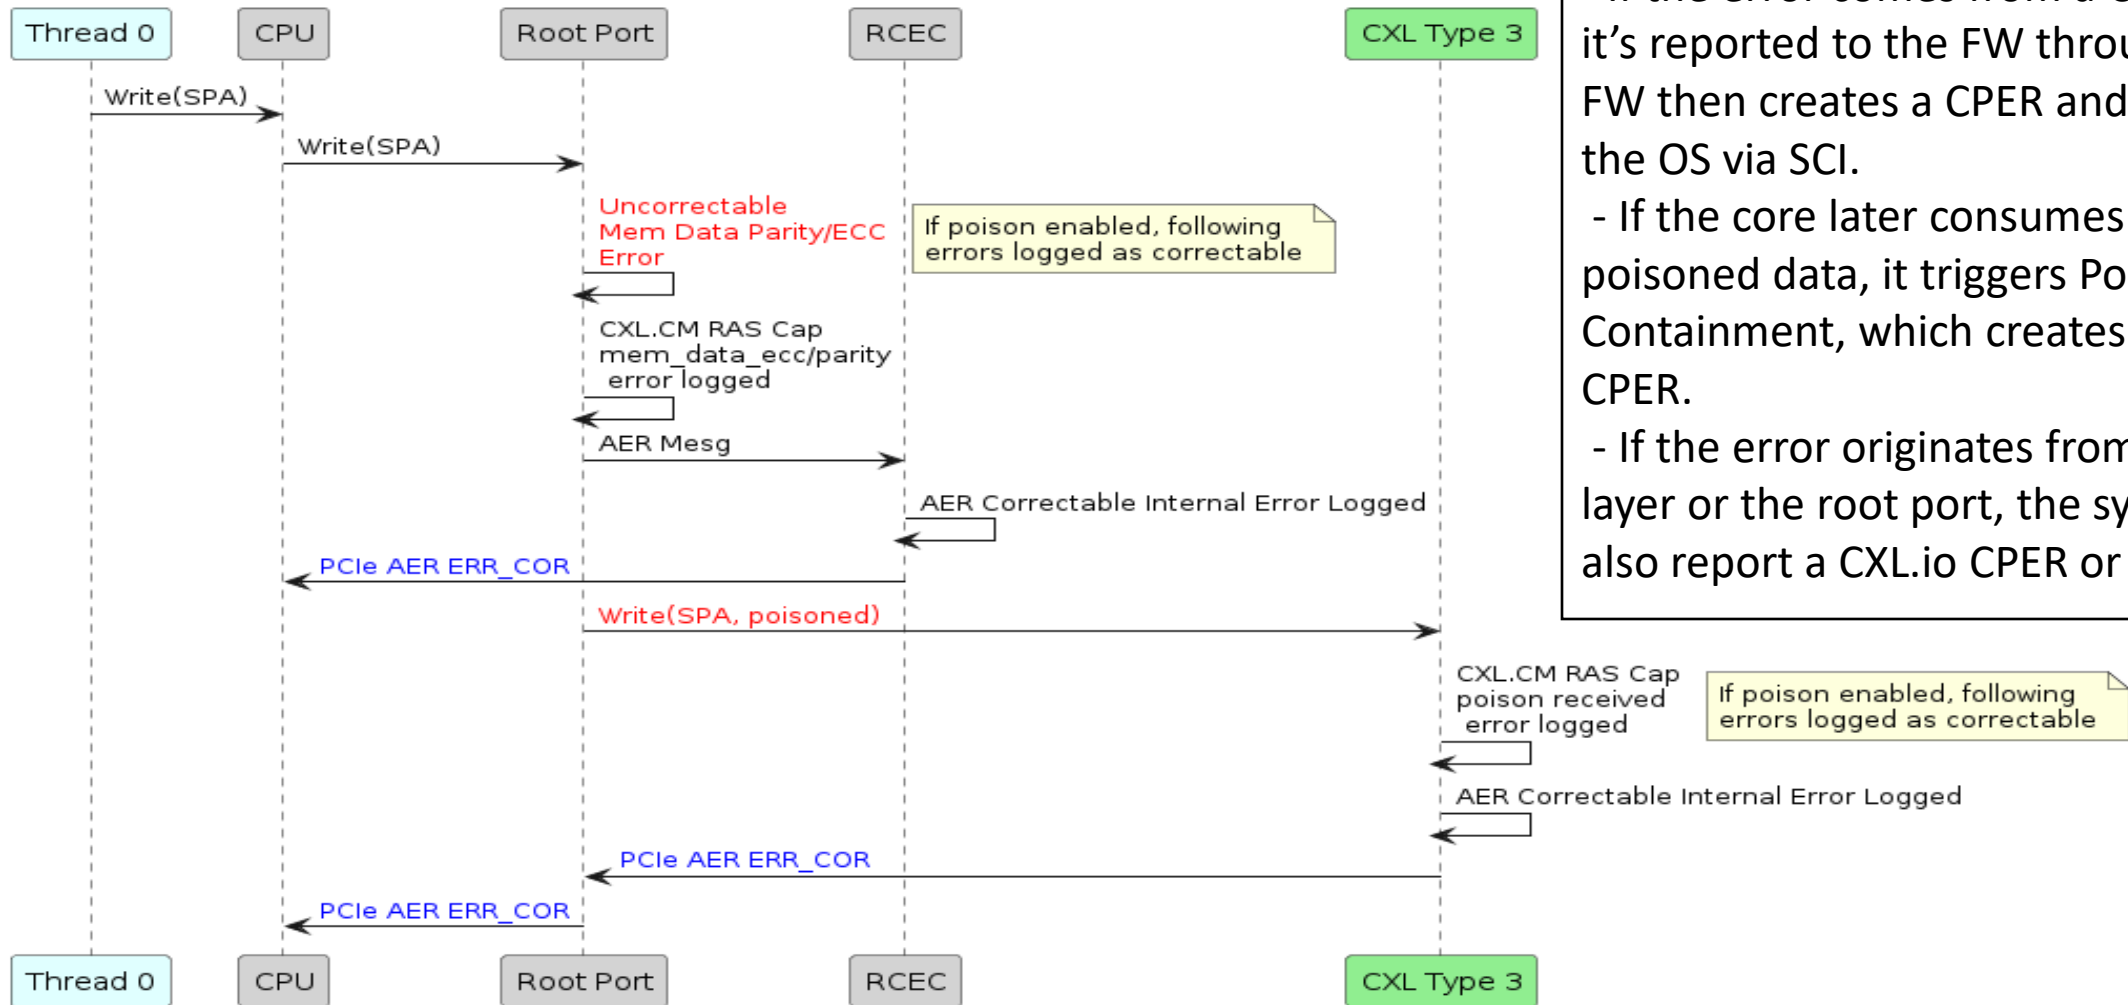 Thread 0
CPU
Root Port
RCEC
CXL Type 3
Write(SPA)
Write(SPA)
Uncorrectable
Mem Data Parity/ECC
Error
If poison enabled, following
errors logged as correctable
CXL.CM RAS Cap
mem_data_ecc/parity
error logged
AER Mesg
AER Correctable Internal Error Logged
PCIe AER ERR_COR
Write(SPA, poisoned)
CXL.CM RAS Cap
poison received
error logged
If poison enabled, following
errors logged as correctable
AER Correctable Internal Error Logged
PCIe AER ERR_COR
PCIe AER ERR_COR
Thread 0
CPU
Root Port
RCEC
CXL Type 3
it’s reported to the FW
FW then creates a CPER and
the OS via SCI.
- If the core later consumes
poisoned data, it triggers
Containment, which creates
CPER.
- If the error originates
layer or the root port, the
also report a CXL.io CPER or